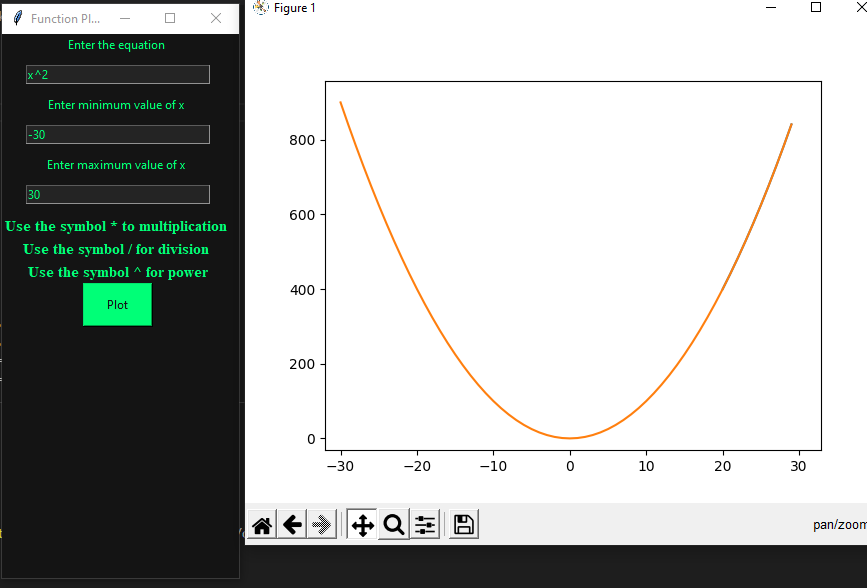 Function Pl...
Enter the equation
x^2
Enter minimum value of x
-30
Enter maximum value of x
30
Use the symbol * to multiplication
Use the symbol / for division
Use the symbol ^ for power
Plot
Figure 1
800
600
400
200
0
−30 −20 −10 0 10 20 30
pan/zoom